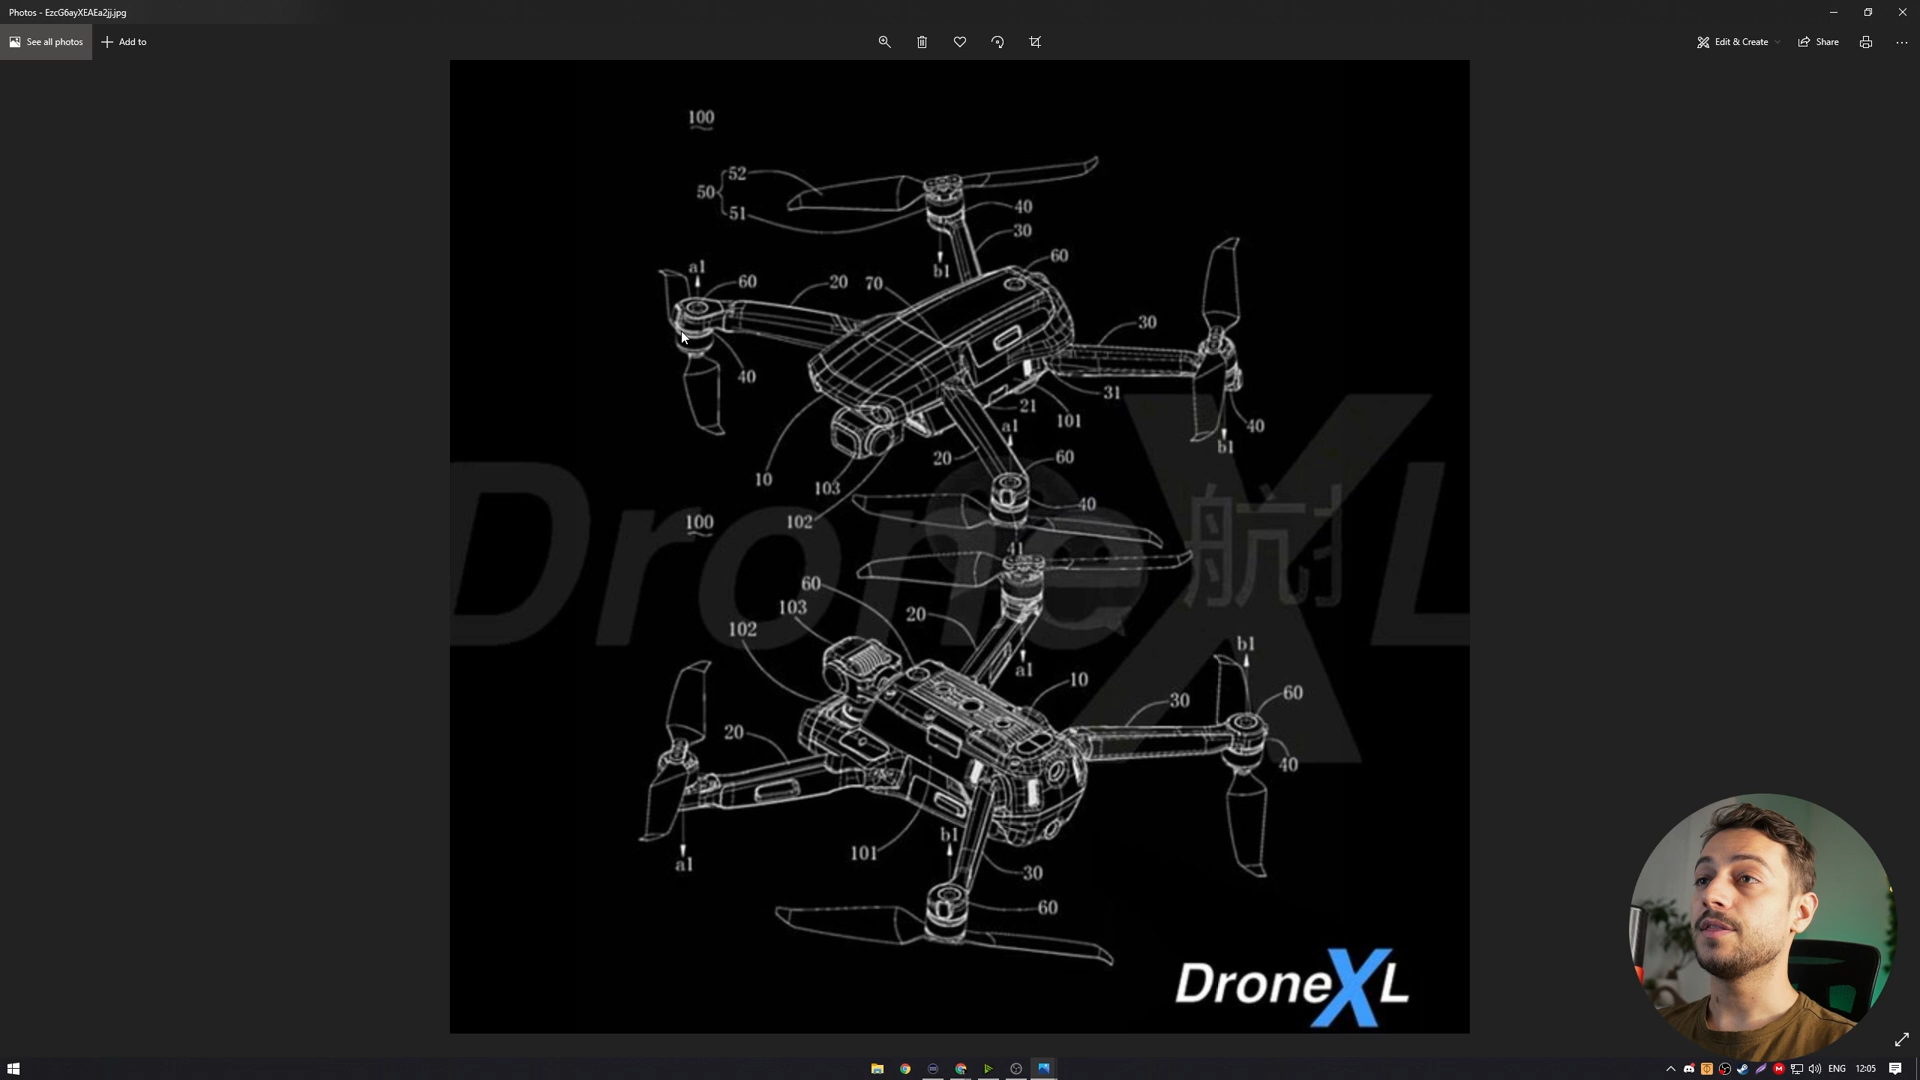 Photos - EzcG6ayXEAEa2jj.jpg
See all photos
Add to
Edit & Create
Share
100
52
50
51
40
30
b1
60
a1
60
20
70
30
40
31
21
101
a1
40
b1
20
60
10
103
102
40
41
100
60
103
102
20
a1
10
b1
30
60
20
40
a1
101
b1
30
60
DroneXL
航拍
DroneXL
ENG
12:05